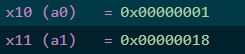 x10 (a0) = 0x00000001
x11 (a1) = 0x00000018